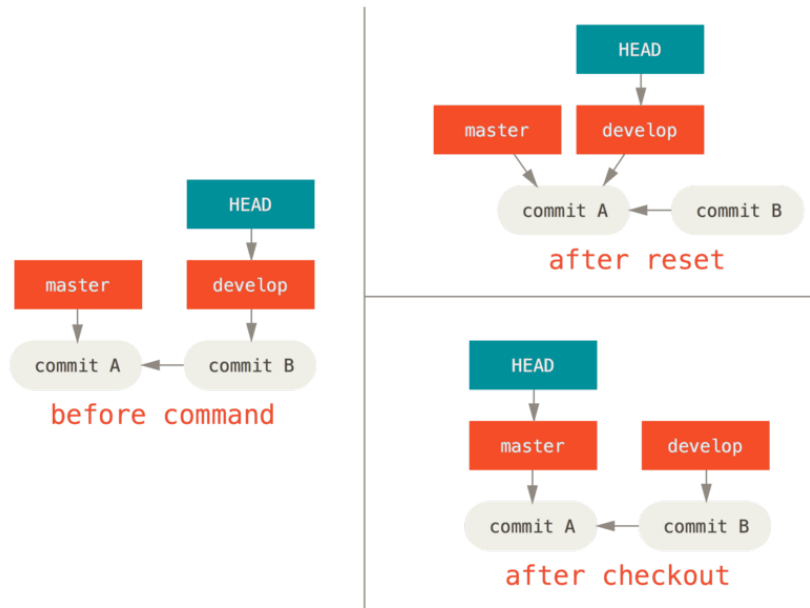 HEAD
master develop
commit A commit B
before command
HEAD
master develop
commit A commit B
after reset
HEAD
master develop
commit A commit B
after checkout